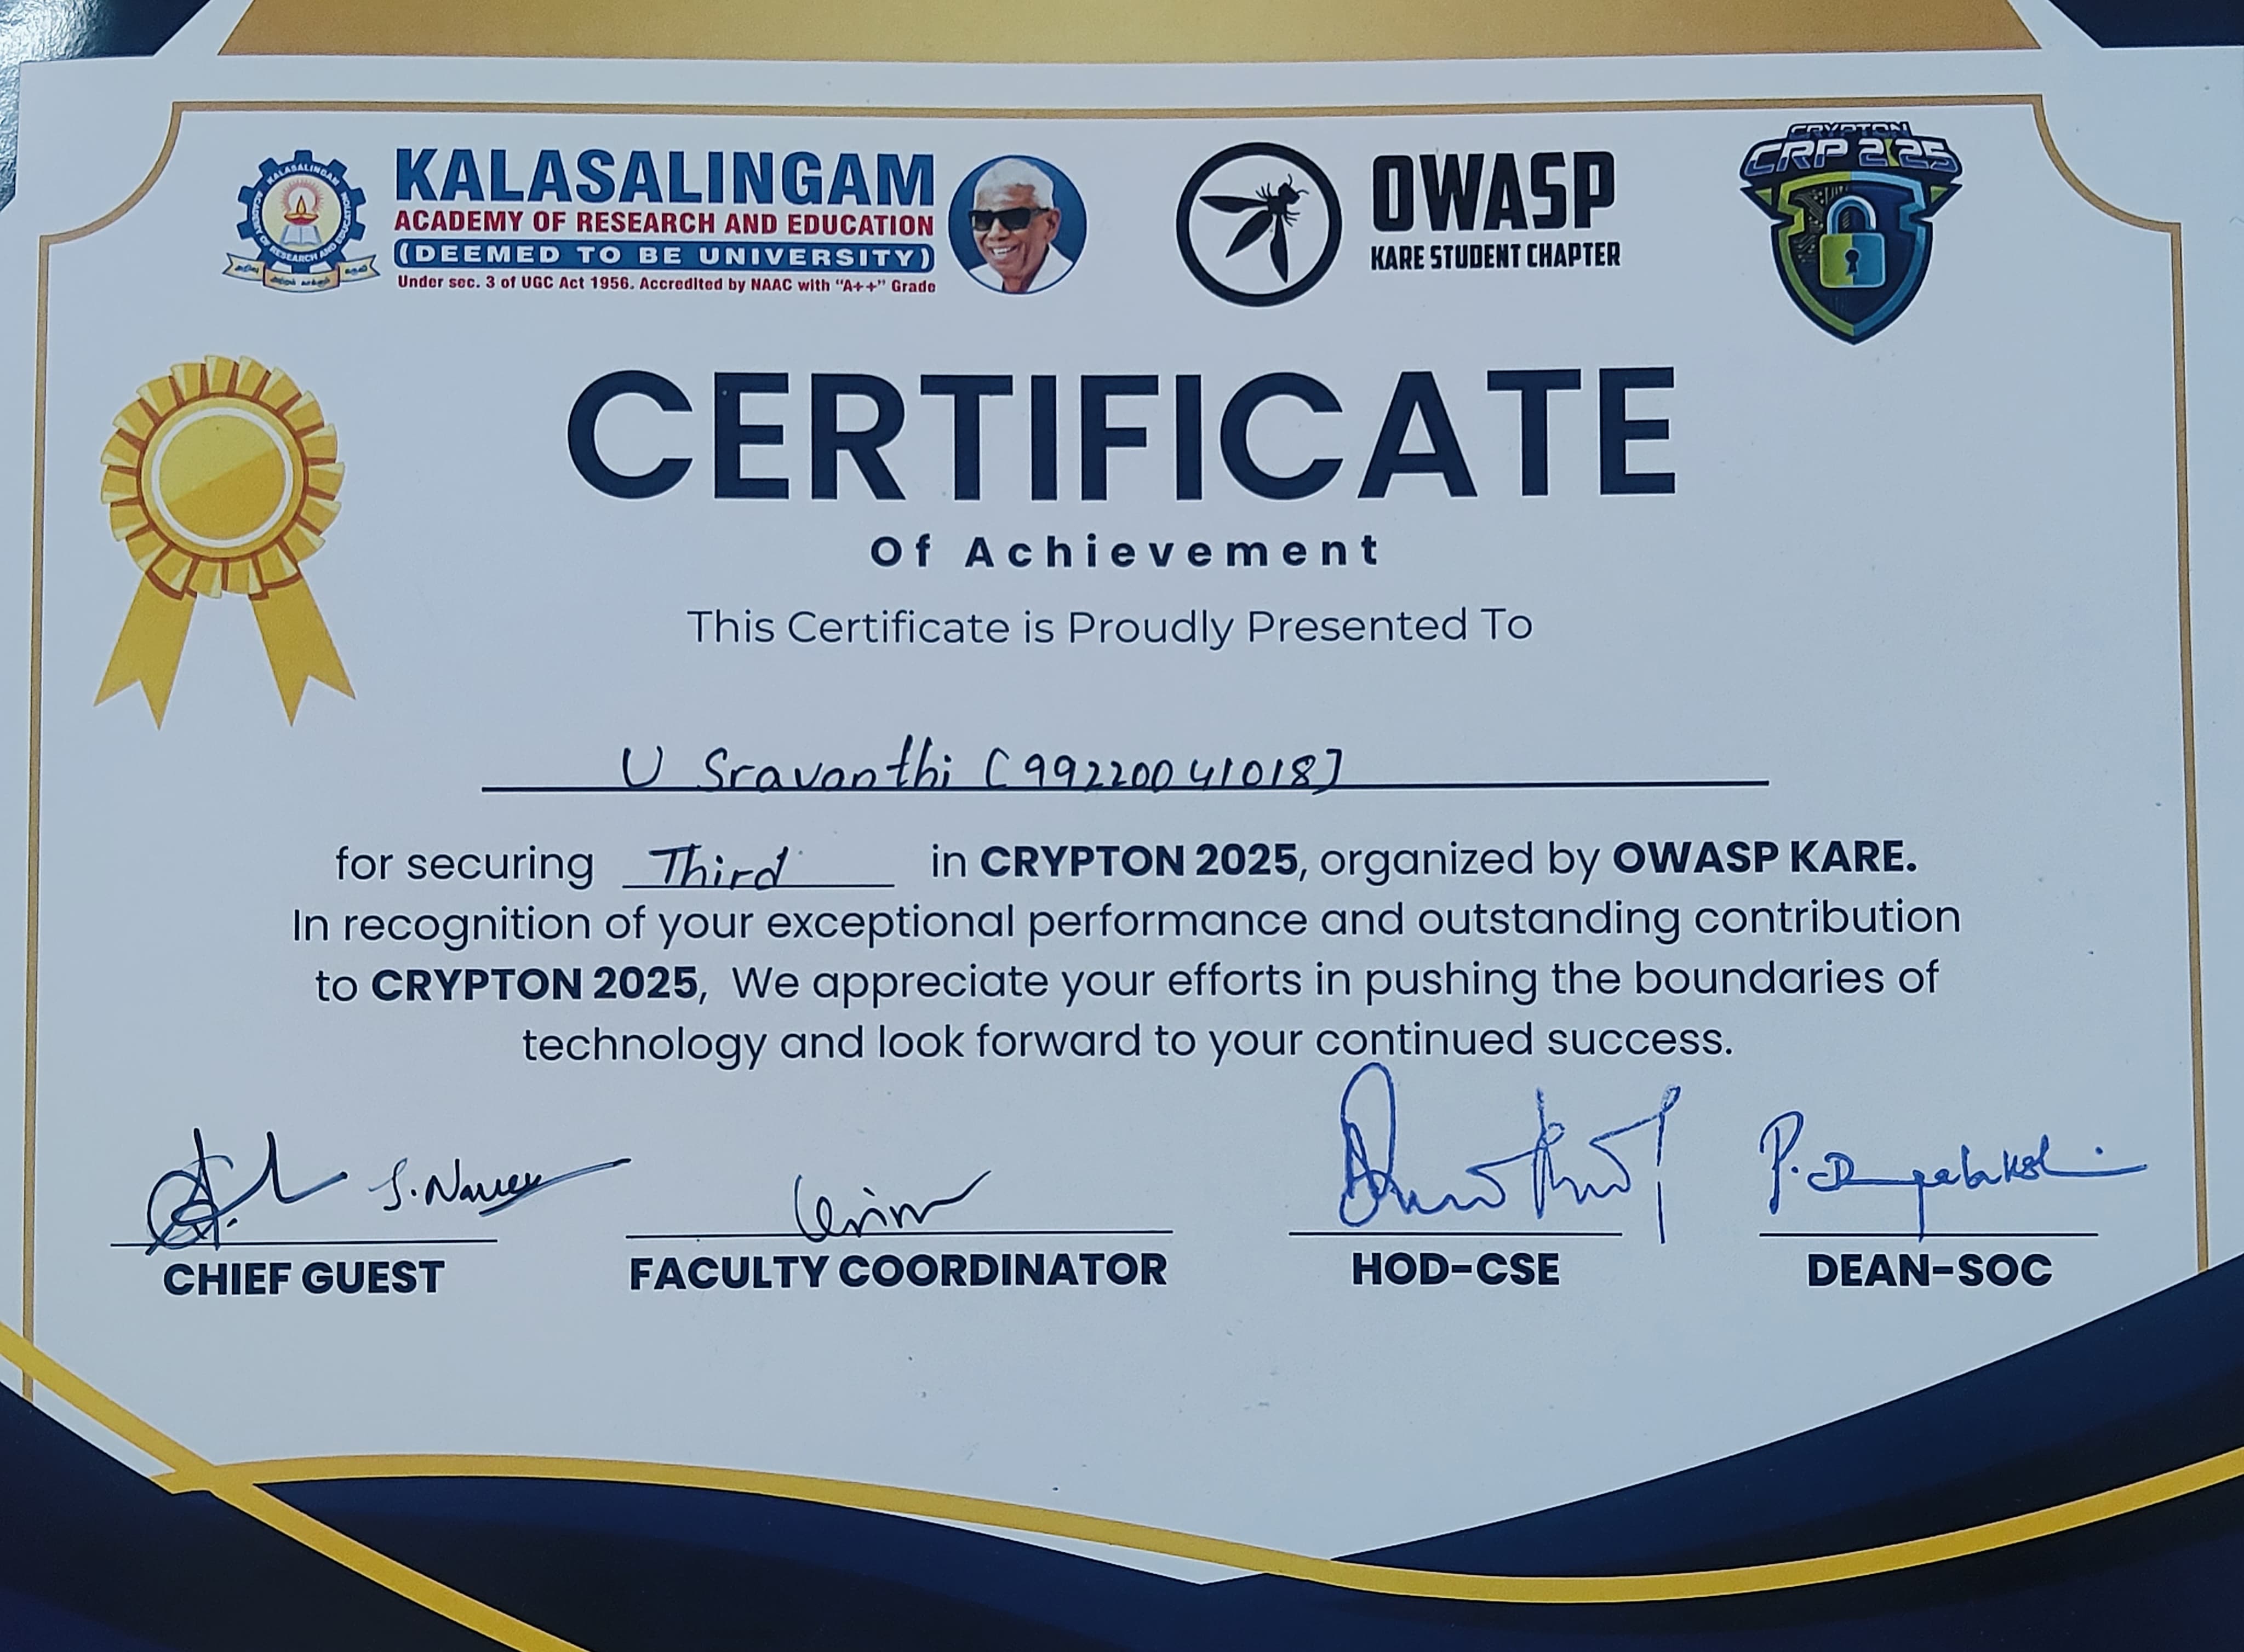 KALASALINGAM
ACADEMY OF RESEARCH AND EDUCATION
(DEEMED TO BE UNIVERSITY)
Under sec. 3 of UGC Act 1956. Accredited by NAAC with "A++" Grade
OWASP
KARE STUDENT CHAPTER
CRYPTON
CRP 2025
CERTIFICATE
Of Achievement
This Certificate is Proudly Presented To
U Sravanthi [99220041018]
for securing Third in CRYPTON 2025, organized by OWASP KARE.
In recognition of your exceptional performance and outstanding contribution
to CRYPTON 2025, We appreciate your efforts in pushing the boundaries of
technology and look forward to your continued success.
CHIEF GUEST
FACULTY COORDINATOR
HOD-CSE
DEAN-SOC